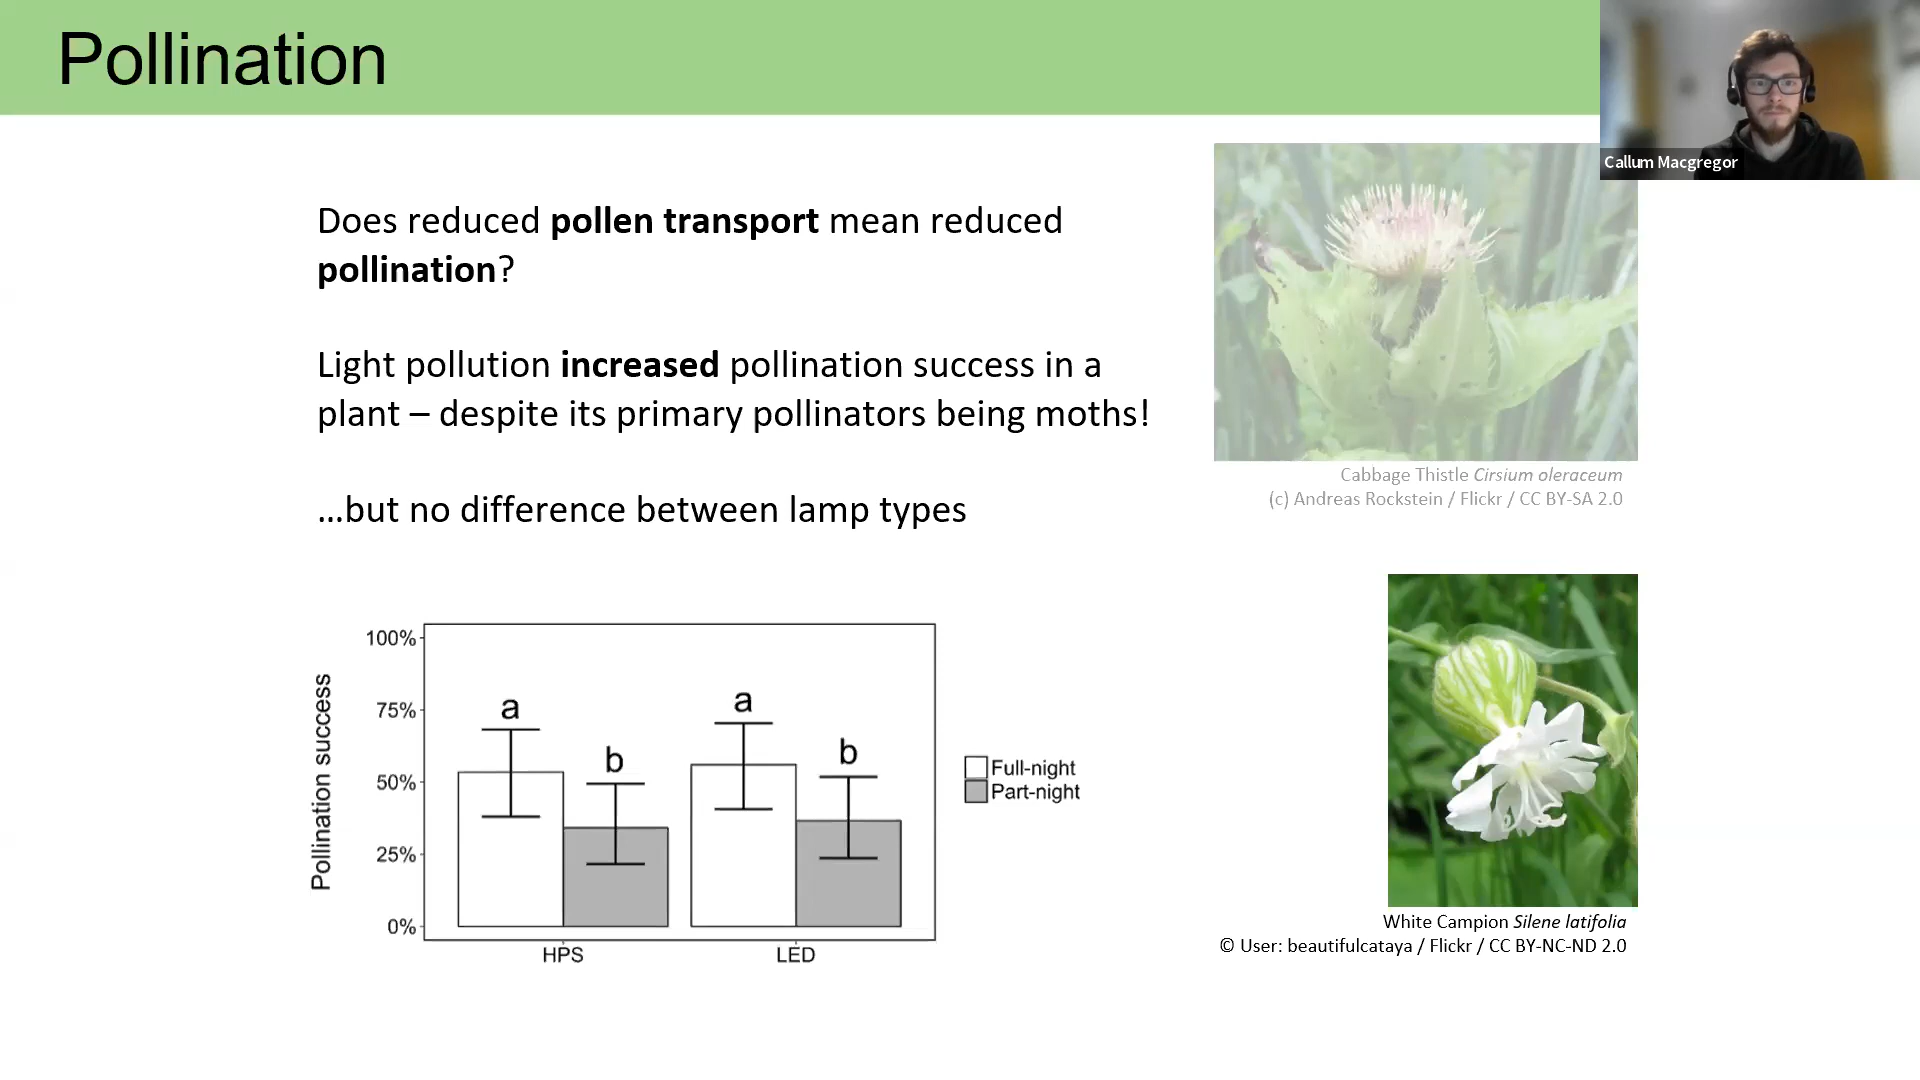 Pollination
Callum Macgregor
Does reduced pollen transport mean reduced
pollination?
Light pollution increased pollination success in a
plant – despite its primary pollinators being moths!
...but no difference between lamp types
Cabbage Thistle Cirsium oleraceum
(c) Andreas Rockstein / Flickr / CC BY-SA 2.0
Pollination success
100%
75%
50%
25%
0%
a
b
a
b
HPS
LED
Full-night
Part-night
White Campion Silene latifolia
© User: beautifulcataya / Flickr / CC BY-NC-ND 2.0